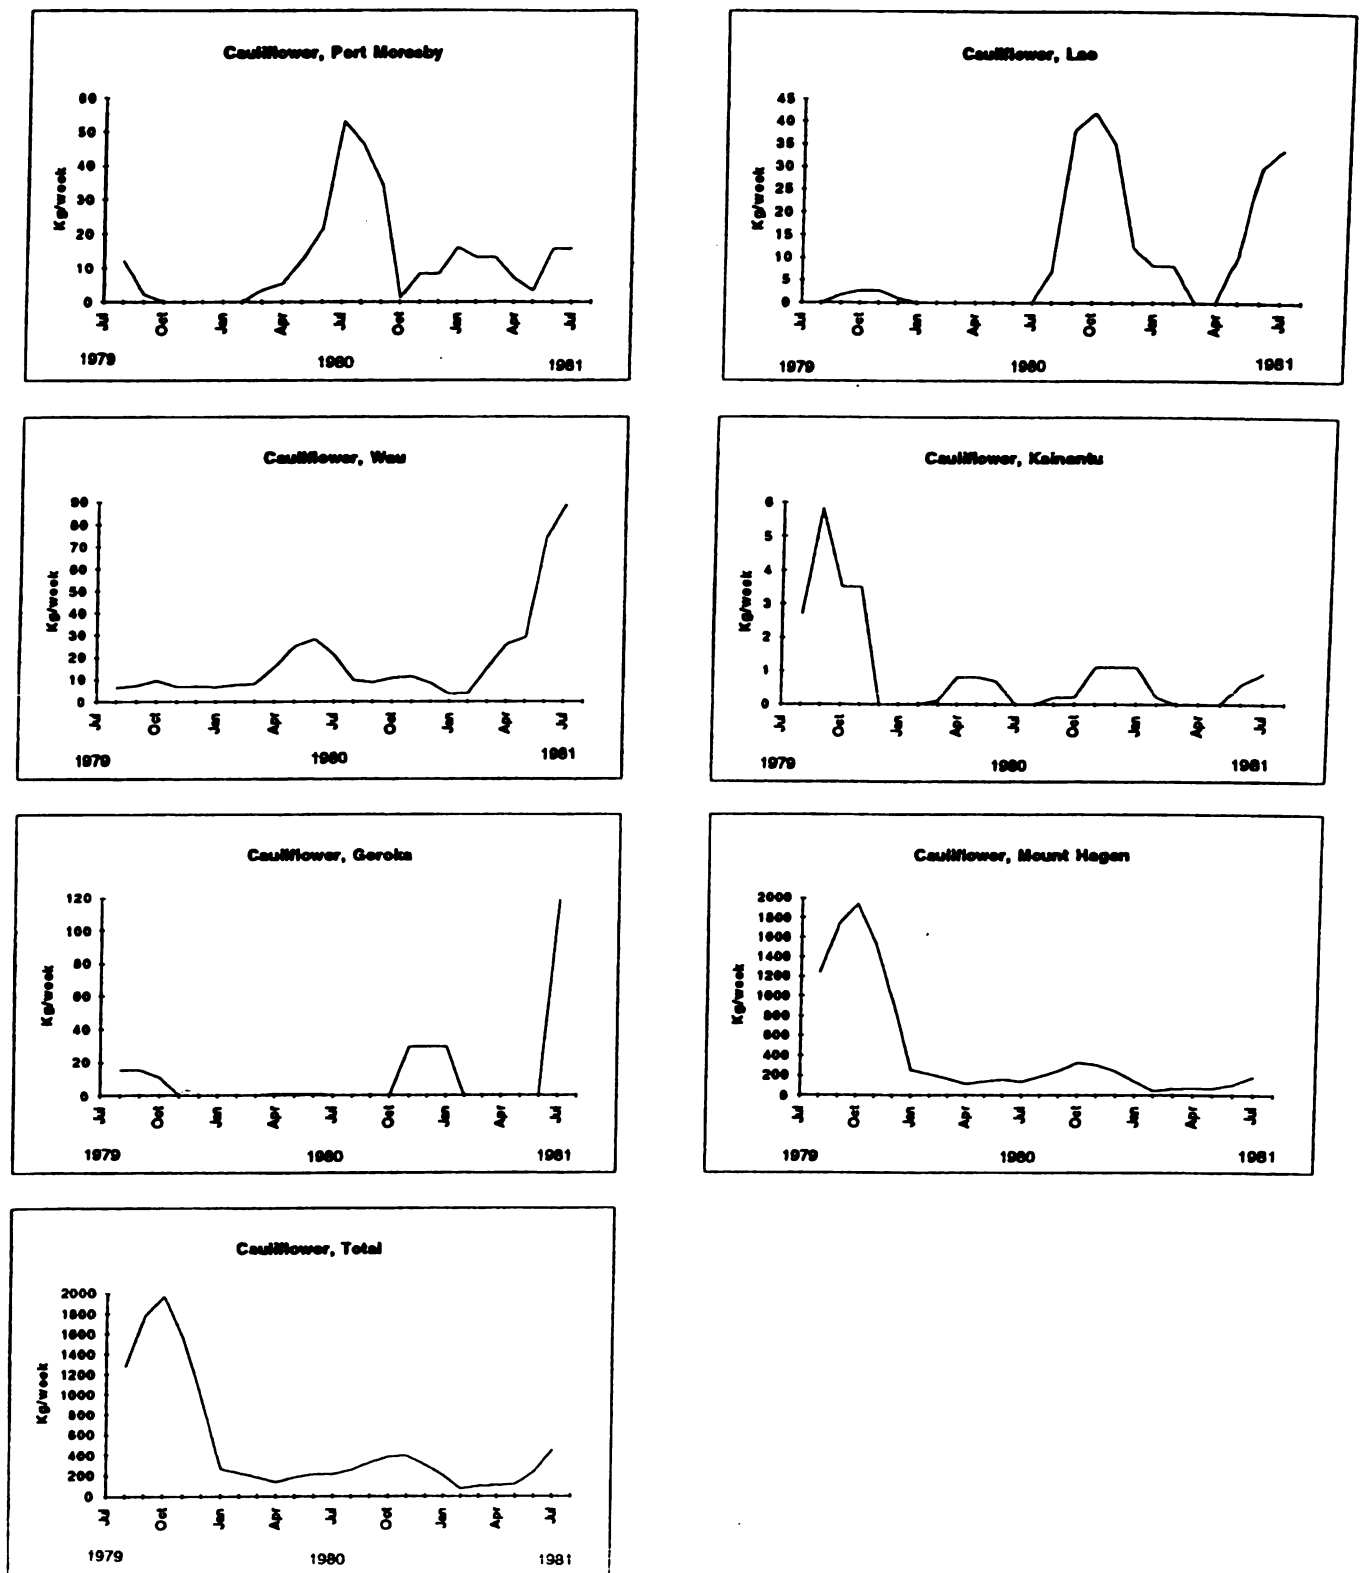 Cauliflower, Port Moresby
60
50
40
30
20
10
0
Kg/week
Jul Oct Jan Apr Jul Oct Jan Apr Jul
1979 1980 1981
Cauliflower, Lae
45
40
35
30
25
20
15
10
5
0
Kg/week
Jul Oct Jan Apr Jul Oct Jan Apr Jul
1979 1980 1981
Cauliflower, Wau
90
80
70
60
50
40
30
20
10
0
Kg/week
Jul Oct Jan Apr Jul Oct Jan Apr Jul
1979 1980 1981
Cauliflower, Kainantu
6
5
4
3
2
1
0
Kg/week
Jul Oct Jan Apr Jul Oct Jan Apr Jul
1979 1980 1981
Cauliflower, Goroka
120
100
80
60
40
20
0
Kg/week
Jul Oct Jan Apr Jul Oct Jan Apr Jul
1979 1980 1981
Cauliflower, Mount Hagen
2000
1800
1600
1400
1200
1000
800
600
400
200
0
Kg/week
Jul Oct Jan Apr Jul Oct Jan Apr Jul
1979 1980 1981
Cauliflower, Total
2000
1800
1600
1400
1200
1000
800
600
400
200
0
Kg/week
Jul Oct Jan Apr Jul Oct Jan Apr Jul
1979 1980 1981